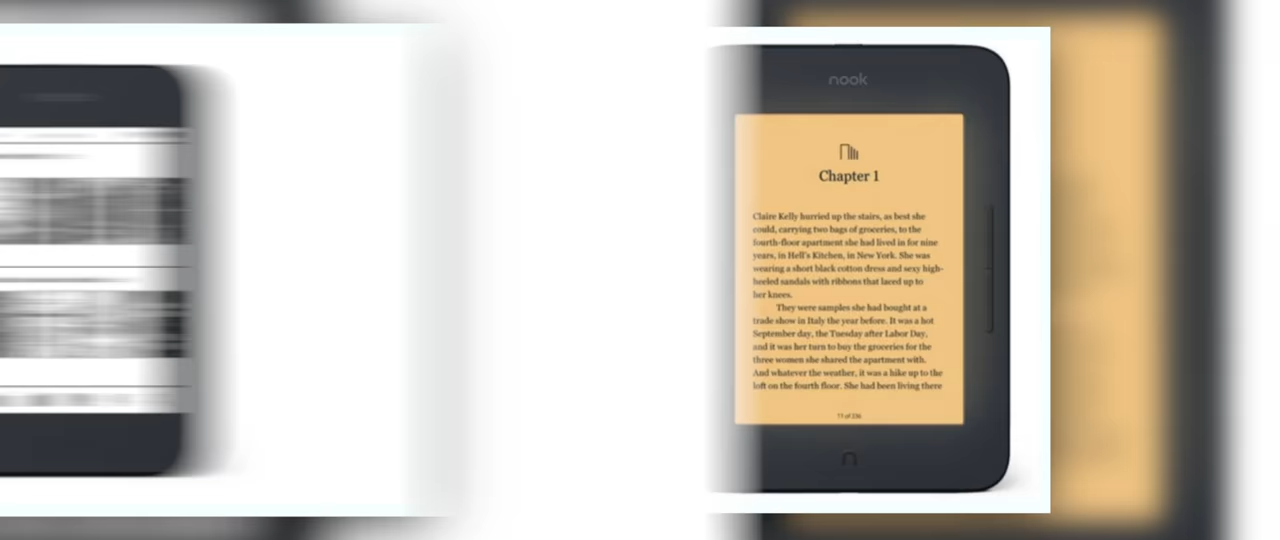 nook
Chapter 1
Claire Kelly hurried up the stairs, as best she
could, carrying two bags of groceries, to the
fourth-floor apartment she had lived in for nine
years, in Hell's Kitchen, in New York. She was
wearing a short black cotton dress and sexy high-
heeled sandals with ribbons that laced up to
her knees.
They were samples she had bought at a
trade show in Italy the year before. It was a hot
September day, the Tuesday after Labor Day,
and it was her turn to buy the groceries for the
three women she shared the apartment with.
And whatever the weather, it was a hike up to the
loft on the fourth floor. She had been living there
11 of 336